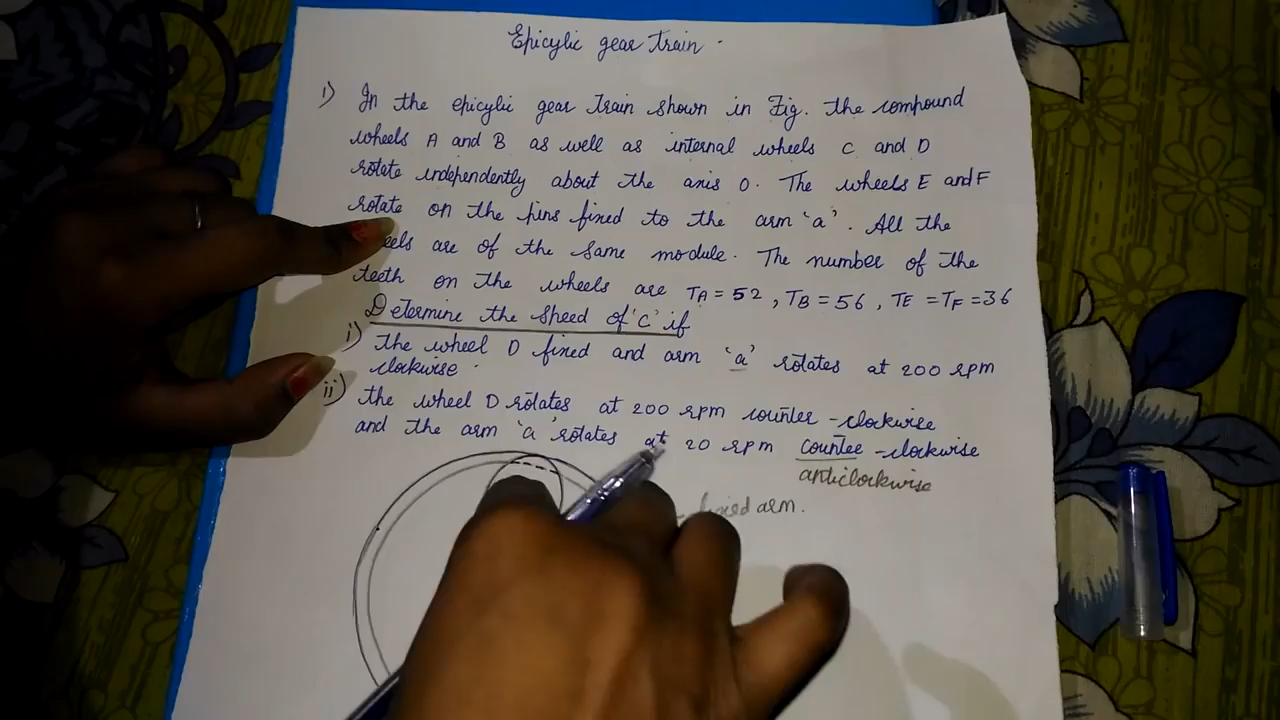 Epicylic gear Train.
1) In the epicylic gear Train shown in Fig. the compound
wheels A and B as well as internal wheels C and D
rotate independently about the axis O. The wheels E and F
rotate on the pins fixed to the arm 'a'. All the
eels are of the same module. The number of the
teeth on the wheels are TA = 52, TB = 56, TE = TF = 36
Determine the speed of 'C' if
i) the wheel D fixed and arm 'a' rotates at 200 rpm
clockwise.
ii) the wheel D rotates at 200 rpm counter-clockwise
and the arm 'a' rotates at 20 rpm counter-clockwise
anticlockwise
fixed arm.